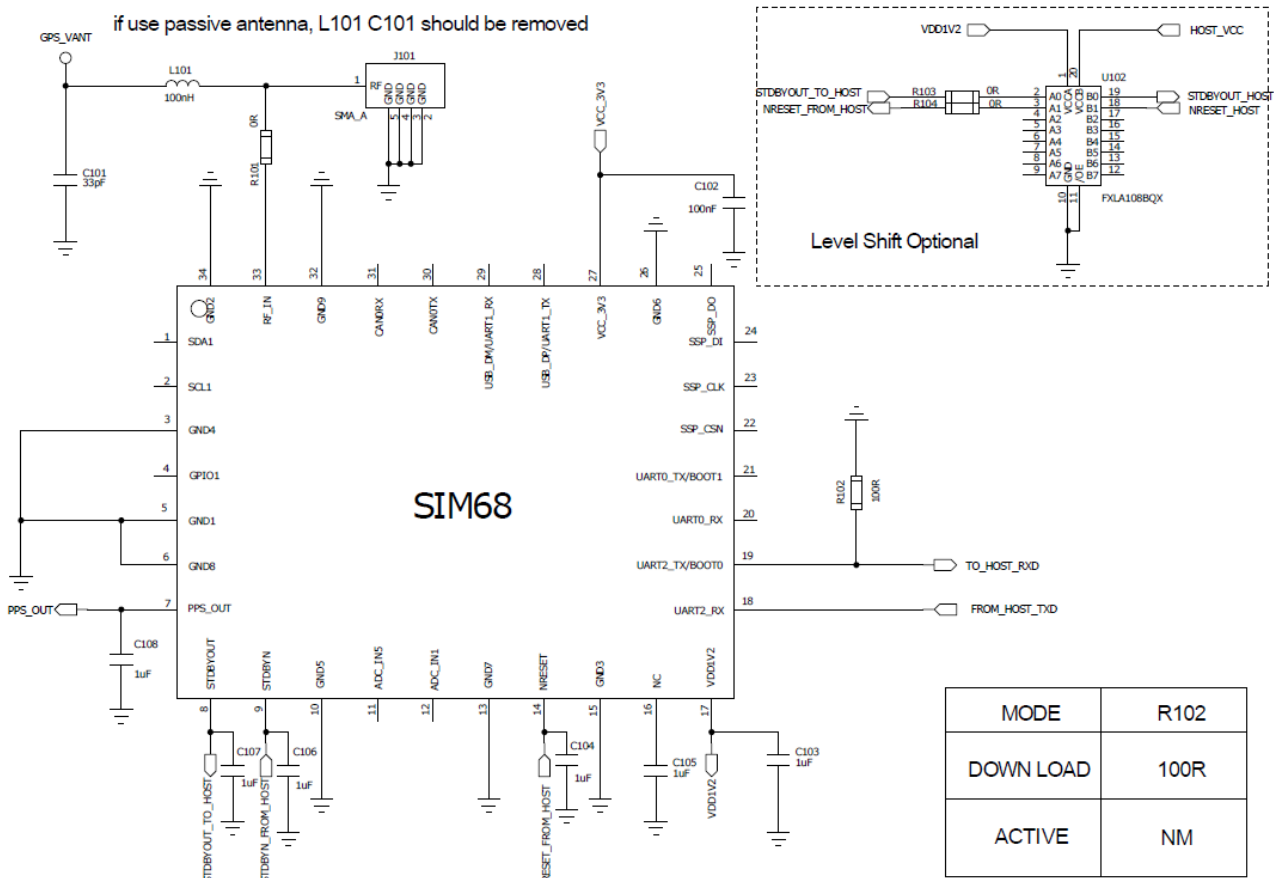 if use passive antenna, L101 C101 should be removed
GPS_VANT
L101
100nH
J101
1
RF
GND
GND
GND
GND
5
4
3
2
SMA_A
0R
R101
C101
33pF
VCC_3V3
C102
100nF
VDD1V2
HOST_VCC
1
20
U102
STDBYOUT_TO_HOST
R103
0R
2
A0
VCCA
VCCB
B0
19
STDBYOUT_HOST
NRESET_FROM_HOST
R104
0R
3
A1
B1
18
NRESET_HOST
4
A2
B2
17
5
A3
B3
16
6
A4
B4
15
7
A5
B5
14
8
A6
B6
13
9
A7
B7
12
GND
/OE
10
11
FXLA108BQX
Level Shift Optional
34
33
32
31
30
29
28
27
26
25
GND2
RF_IN
GND9
CAN0RX
CAN0TX
USB_DM/UART1_RX
USB_DP/UART1_TX
VCC_3V3
GND6
SSP_DO
1
SDA1
SSP_DI
24
2
SCL1
SSP_CLK
23
3
GND4
SSP_CSN
22
4
GPIO1
UART0_TX/BOOT1
21
R102
100R
SIM68
5
GND1
UART0_RX
20
6
GND8
UART2_TX/BOOT0
19
TO_HOST_RXD
PPS_OUT
7
PPS_OUT
UART2_RX
18
FROM_HOST_TXD
C108
1uF
STDBYOUT
STDBYN
GND5
ADC_IN5
ADC_IN1
GND7
NRESET
GND3
NC
VDD1V2
8
9
10
11
12
13
14
15
16
17
C107
1uF
C106
1uF
C104
1uF
C105
1uF
C103
1uF
STDBYOUT_TO_HOST
STDBYN_FROM_HOST
RESET_FROM_HOST
VDD1V2
MODE
R102
DOWN LOAD
100R
ACTIVE
NM